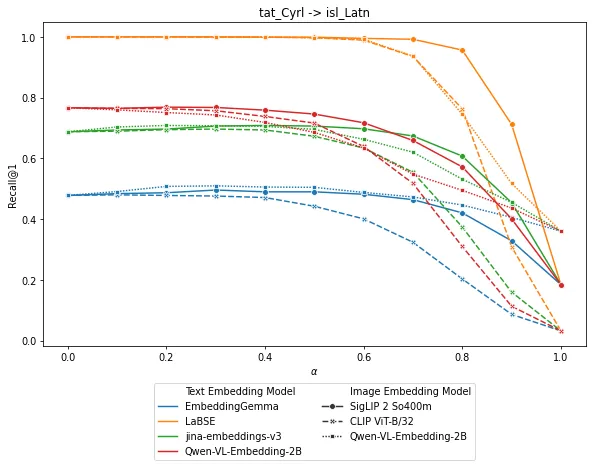 tat_Cyrl -> isl_Latn
Recall@1
1.0
0.8
0.6
0.4
0.2
0.0
0.0 0.2 0.4 0.6 0.8 1.0
α
Text Embedding Model
EmbeddingGemma
LaBSE
jina-embeddings-v3
Qwen-VL-Embedding-2B
Image Embedding Model
SigLIP 2 So400m
CLIP ViT-B/32
Qwen-VL-Embedding-2B